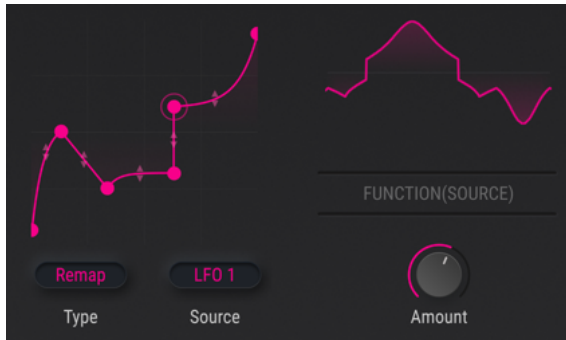 FUNCTION(SOURCE)
Remap
LFO 1
Type
Source
Amount